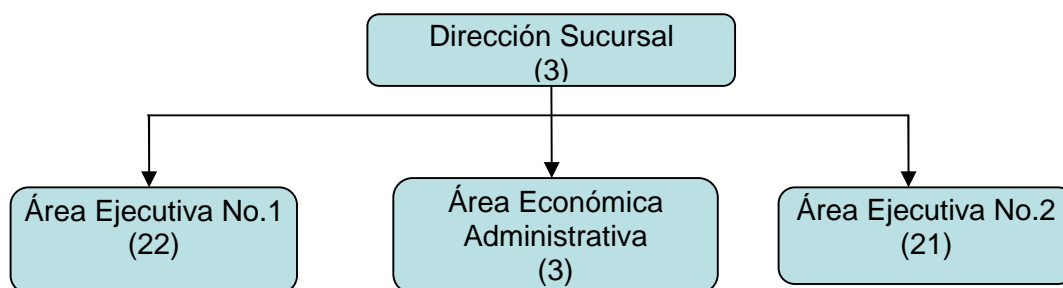 Dirección Sucursal
(3)
Área Ejecutiva No.1
(22)
Área Económica
Administrativa
(3)
Área Ejecutiva No.2
(21)